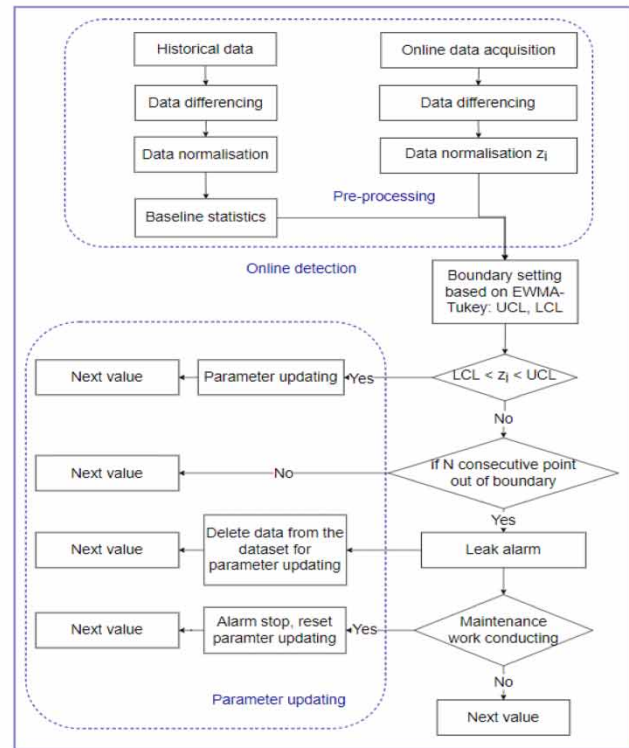 Historical data
Online data acquisition
Data differencing
Data differencing
Data normalisation
Data normalisation zi
Pre-processing
Baseline statistics
Online detection
Boundary setting
based on EWMA-
Tukey: UCL, LCL
Next value
Parameter updating
Yes
LCL < zi < UCL
No
Next value
No
if N consecutive point
out of boundary
Yes
Next value
Delete data from the
dataset for
parameter updating
Leak alarm
Next value
Alarm stop, reset
paramter updating
Yes
Maintenance
work conducting
No
Parameter updating
Next value